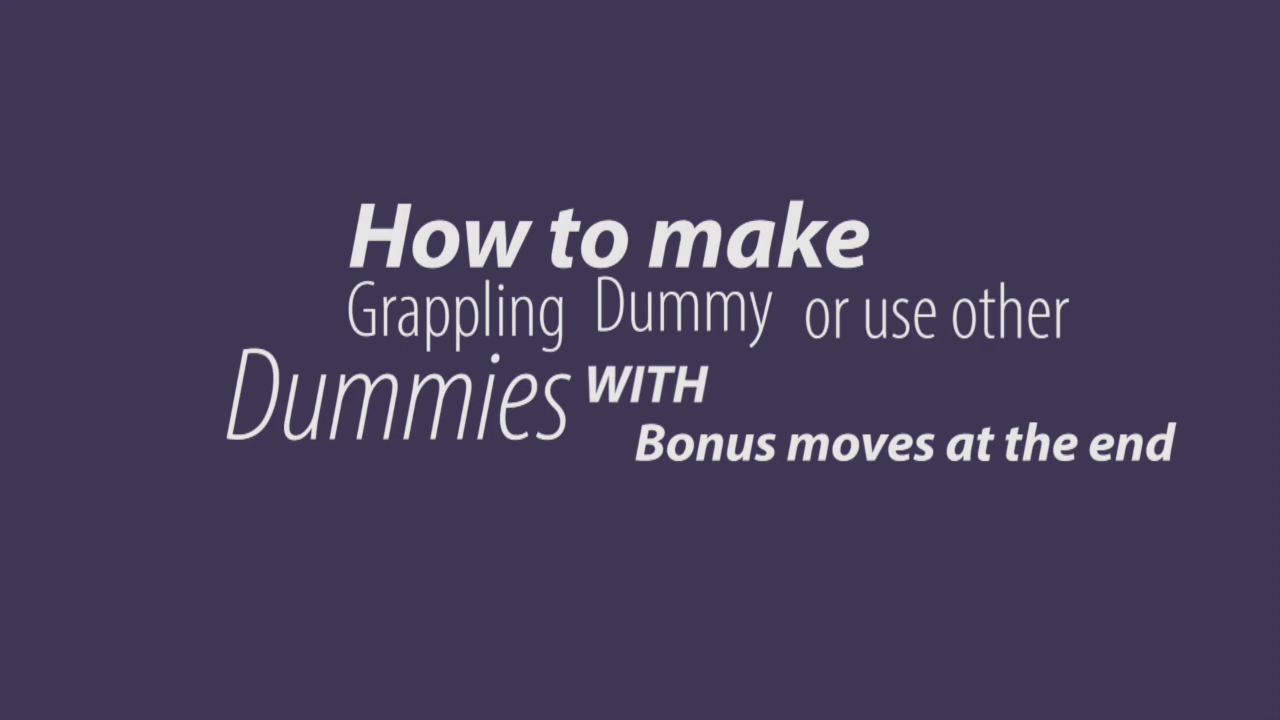 How to make
Grappling Dummy or use other
Dummies WITH
Bonus moves at the end